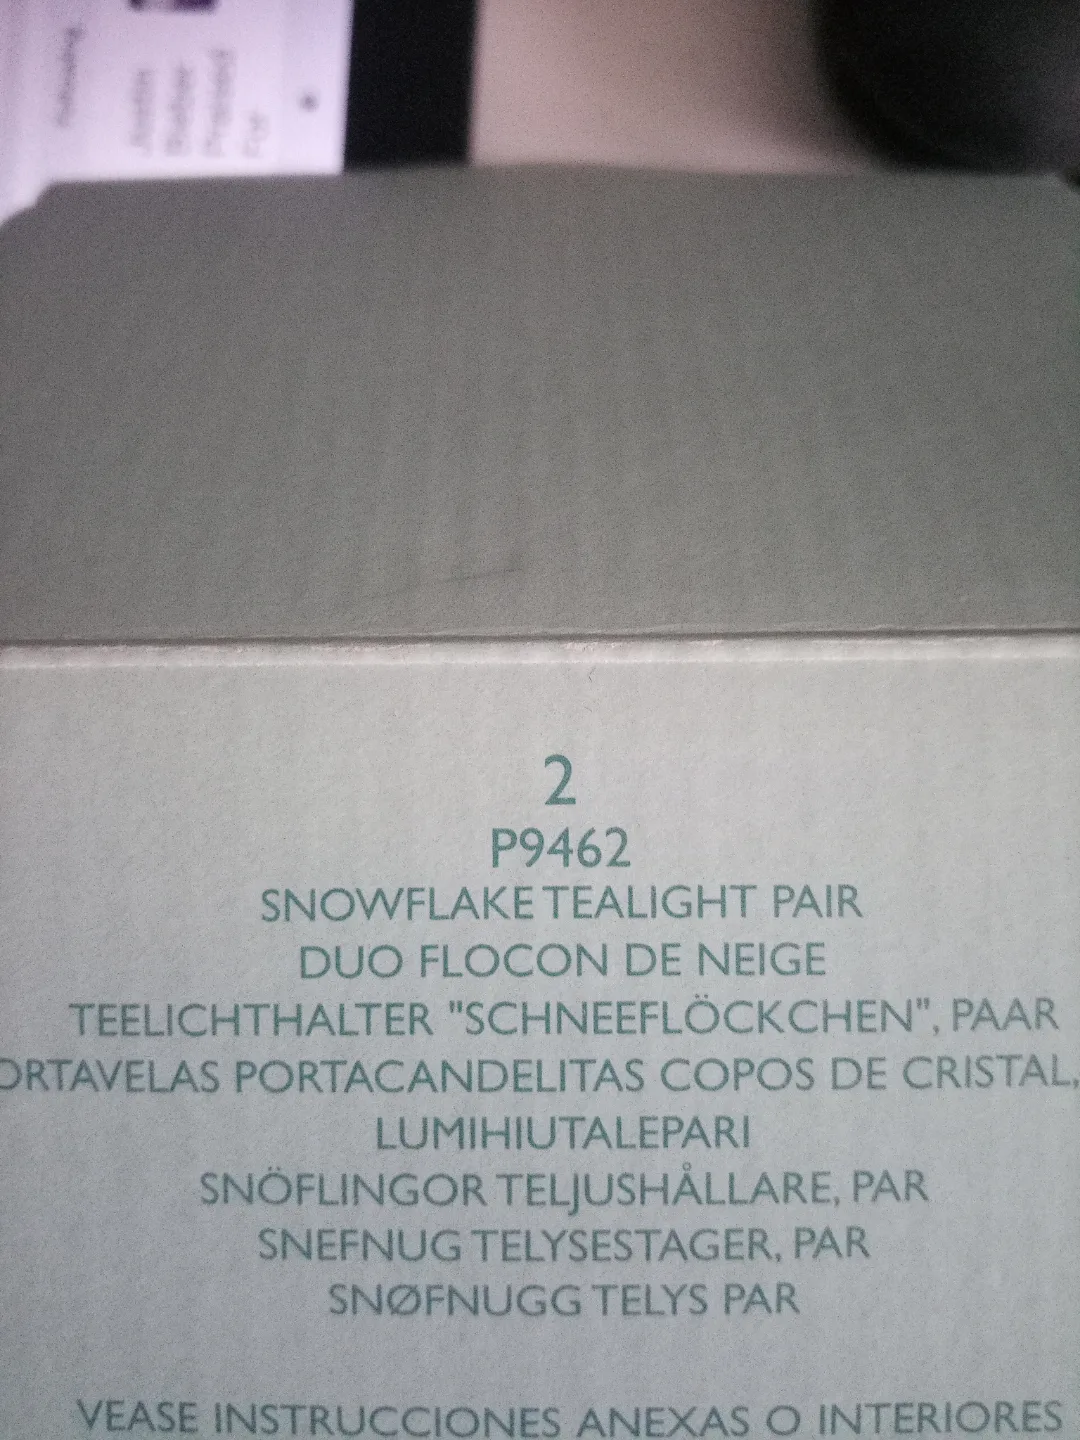 2
P9462
SNOWFLAKE TEALIGHT PAIR
DUO FLOCON DE NEIGE
TEELICHTHALTER "SCHNEEFLÖCKCHEN", PAAR
ORTAVELAS PORTACANDELITAS COPOS DE CRISTAL,
LUMIHIUTALEPARI
SNÖFLINGOR TELJUSHÅLLARE, PAR
SNEFNUG TELYSESTAGER, PAR
SNØFNUGG TELYS PAR
VEASE INSTRUCCIONES ANEXAS O INTERIORES